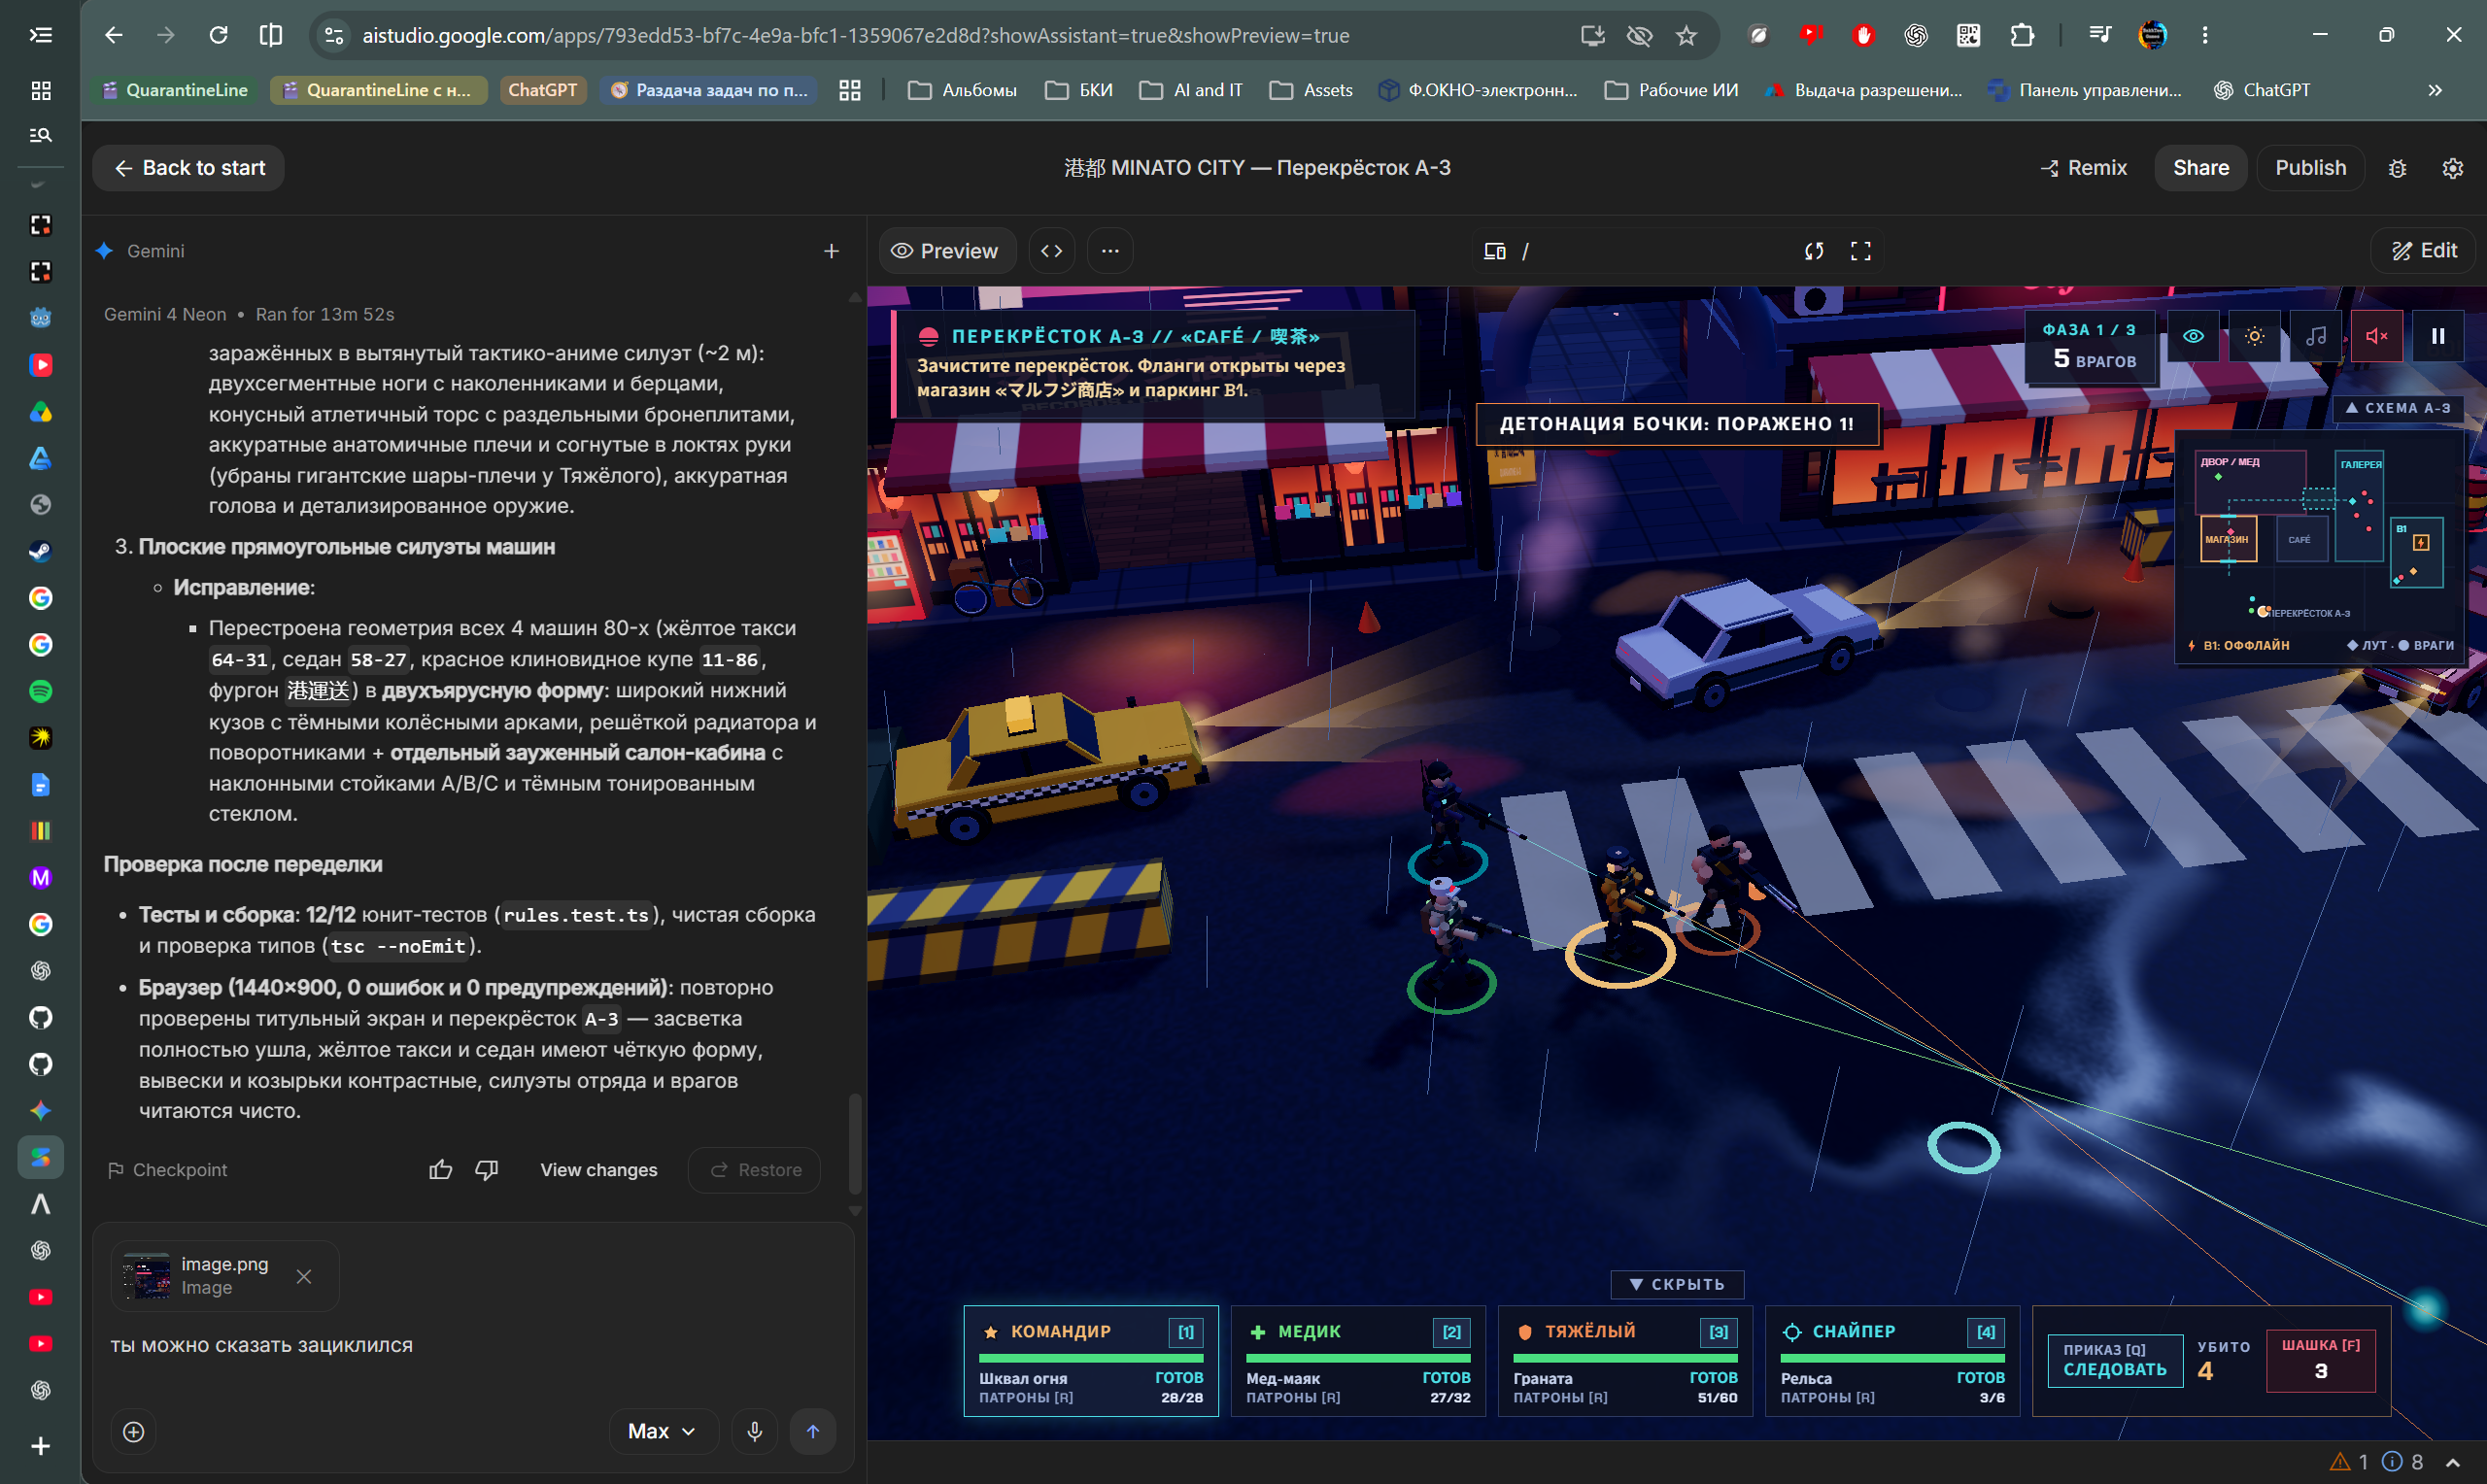 aistudio.google.com/apps/793edd53-bf7c-4e9a-bfc1-1359067e2d8d?showAssistant=true&showPreview=true
QuarantineLine
QuarantineLine с н...
ChatGPT
Раздача задач по п...
Альбомы
БКИ
AI and IT
Assets
Ф.ОКНО-электронн...
Рабочие ИИ
Выдача разрешени...
Панель управлени...
ChatGPT
Back to start
港都 MINATO CITY — Перекрёсток А-3
Remix
Share
Publish
Gemini
Preview
/
Edit
Gemini 4 Neon • Ran for 13m 52s
заражённых в вытянутый тактико-аниме силуэт (~2 м):
двухсегментные ноги с наколенниками и берцами,
конусный атлетичный торс с раздельными бронеплитами,
аккуратные анатомичные плечи и согнутые в локтях руки
(убраны гигантские шары-плечи у Тяжёлого), аккуратная
голова и детализированное оружие.
3. Плоские прямоугольные силуэты машин
Исправление:
Перестроена геометрия всех 4 машин 80-х (жёлтое такси
64-31, седан 58-27, красное клиновидное купе 11-86,
фургон 港運送) в двухъярусную форму: широкий нижний
кузов с тёмными колёсными арками, решёткой радиатора и
поворотниками + отдельный зауженный салон-кабина с
наклонными стойками A/B/C и тёмным тонированным
стеклом.
Проверка после переделки
Тесты и сборка: 12/12 юнит-тестов (rules.test.ts), чистая сборка
и проверка типов (tsc --noEmit).
Браузер (1440×900, 0 ошибок и 0 предупреждений): повторно
проверены титульный экран и перекрёсток А-3 — засветка
полностью ушла, жёлтое такси и седан имеют чёткую форму,
вывески и козырьки контрастные, силуэты отряда и врагов
читаются чисто.
Checkpoint
View changes
Restore
image.png
Image
ты можно сказать зациклился
Max
ПЕРЕКРЁСТОК А-3 // «CAFÉ / 喫茶»
Зачистите перекрёсток. Фланги открыты через
магазин «マルフジ商店» и паркинг B1.
ФАЗА 1 / 3
5 ВРАГОВ
ДЕТОНАЦИЯ БОЧКИ: ПОРАЖЕНО 1!
▲ СХЕМА А-3
ДВОР / МЕД
ГАЛЕРЕЯ
МАГАЗИН
CAFÉ
B1
ПЕРЕКРЁСТОК А-3
B1: ОФФЛАЙН
◆ ЛУТ · ● ВРАГИ
▼ СКРЫТЬ
КОМАНДИР [1]
Шквал огня ГОТОВ
ПАТРОНЫ [R] 28/28
МЕДИК [2]
Мед-маяк ГОТОВ
ПАТРОНЫ [R] 27/32
ТЯЖЁЛЫЙ [3]
Граната ГОТОВ
ПАТРОНЫ [R] 51/60
СНАЙПЕР [4]
Рельса ГОТОВ
ПАТРОНЫ [R] 3/6
ПРИКАЗ [Q]
СЛЕДОВАТЬ
УБИТО
4
ШАШКА [F]
3
1
8